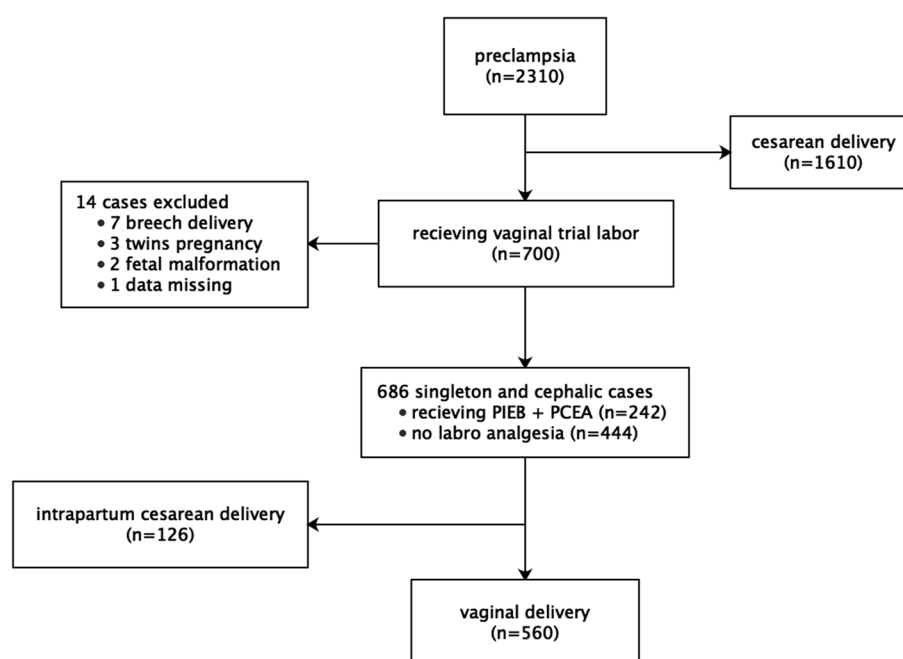 preclampsia
(n=2310)
cesarean delivery
(n=1610)
14 cases excluded
• 7 breech delivery
• 3 twins pregnancy
• 2 fetal malformation
• 1 data missing
recieving vaginal trial labor
(n=700)
686 singleton and cephalic cases
• recieving PIEB + PCEA (n=242)
• no labro analgesia (n=444)
intrapartum cesarean delivery
(n=126)
vaginal delivery
(n=560)